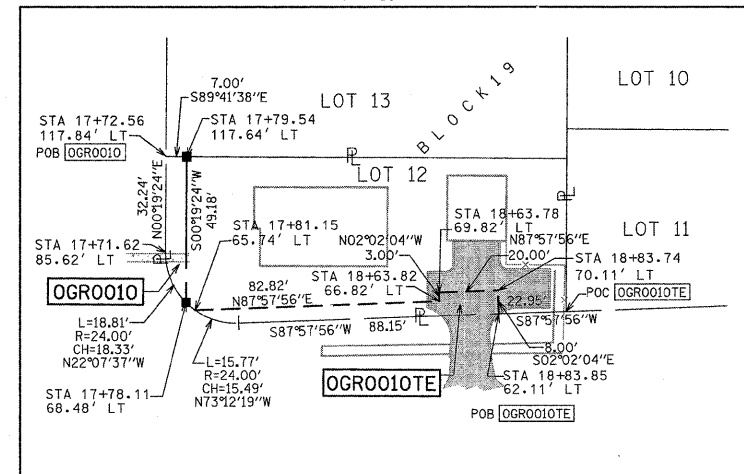 LOT 10
7.00'
S89°41'38"E
LOT 13
BLOCK 19
STA 17+72.56
117.84' LT
POB OGR0010
STA 17+79.54
117.64' LT
PL
LOT 12
32.24'
N00°19'24"E
S00°19'24"W
49.18'
STA 17+81.15
65.74' LT
STA 18+63.78
69.82' LT
PL
LOT 11
N02°02'04"W
3.00'
N87°57'56"E
20.00'
STA 17+71.62
85.62' LT
PL
STA 18+63.82
66.82' LT
STA 18+83.74
70.11' LT
POC OGR0010TE
OGR0010
82.82'
N87°57'56"E
22.95'
S87°57'56"W
88.15'
PL
S87°57'56"W
L=18.81'
R=24.00'
CH=18.33'
N22°07'37"W
8.00'
S02°02'04"E
L=15.77'
R=24.00'
CH=15.49'
N73°12'19"W
OGR0010TE
STA 18+83.85
62.11' LT
STA 17+78.11
68.48' LT
POB OGR0010TE